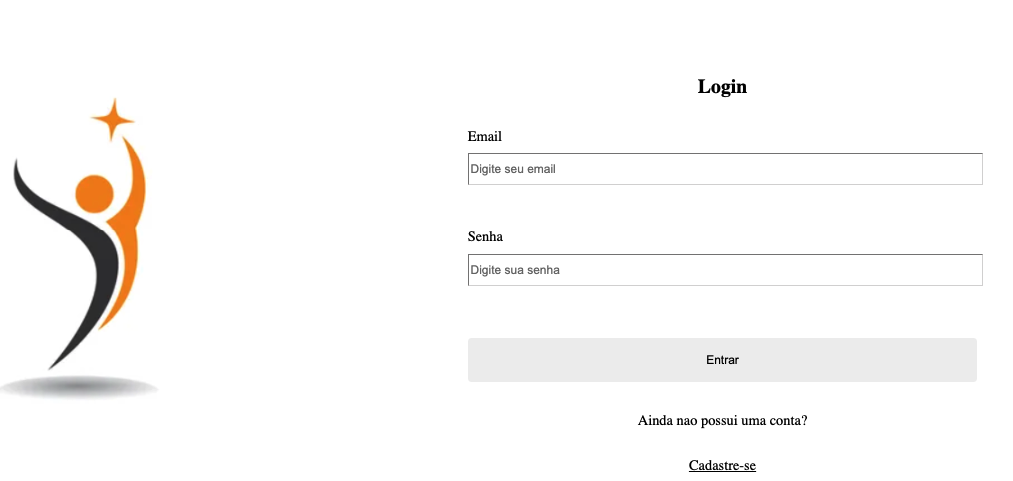 Login
Email
Digite seu email
Senha
Digite sua senha
Entrar
Ainda nao possui uma conta?
Cadastre-se